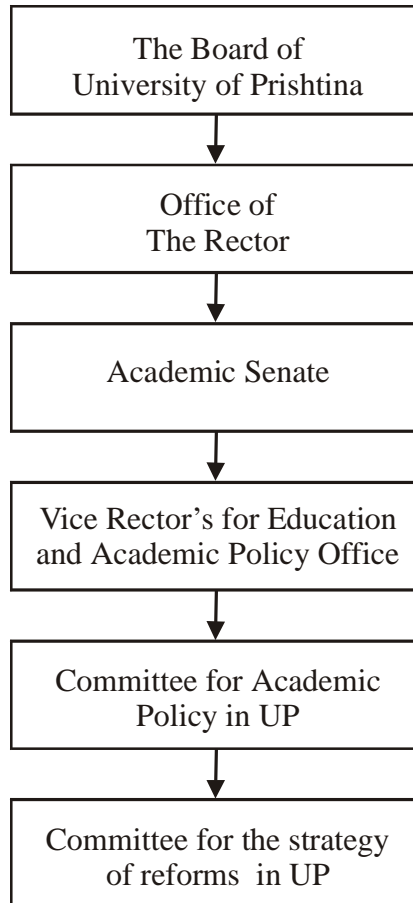 The Board of
University of Prishtina
Office of
The Rector
Academic Senate
Vice Rector’s for Education
and Academic Policy Office
Committee for Academic
Policy in UP
Committee for the strategy
of reforms in UP